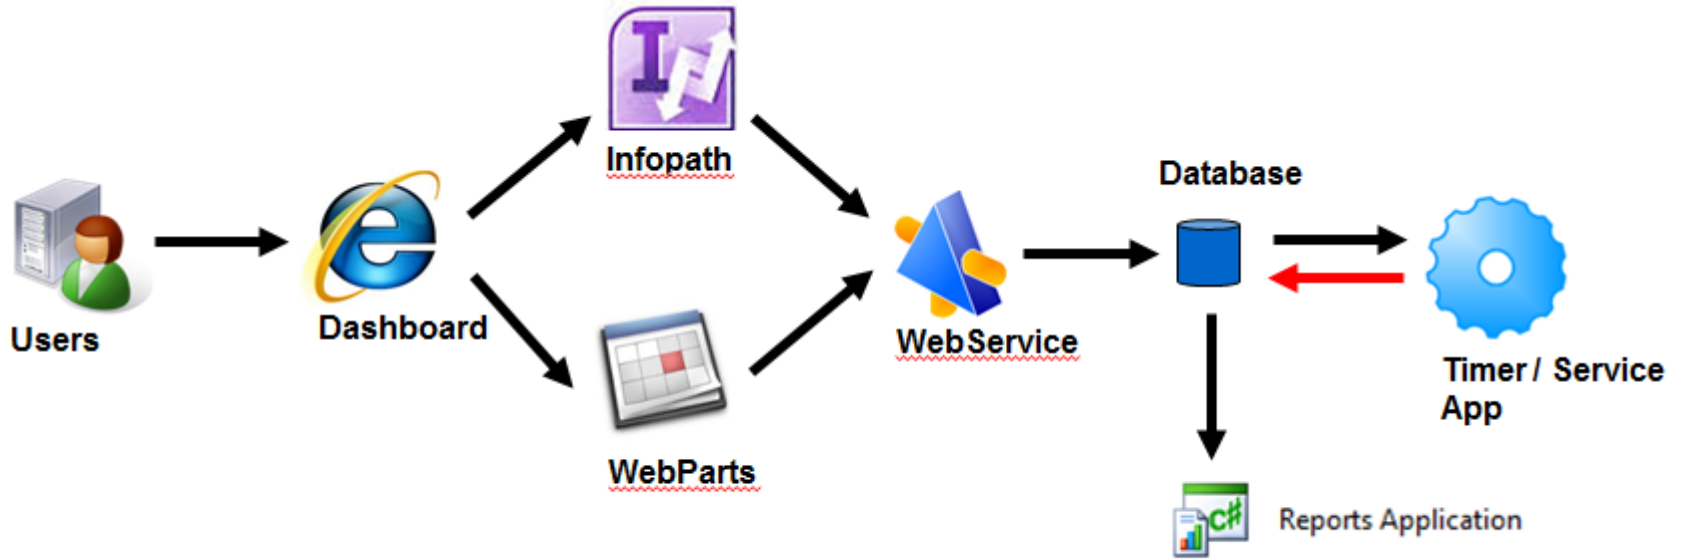 Infopath
Database
Users
Dashboard
WebService
Timer / Service
App
WebParts
C#
Reports Application